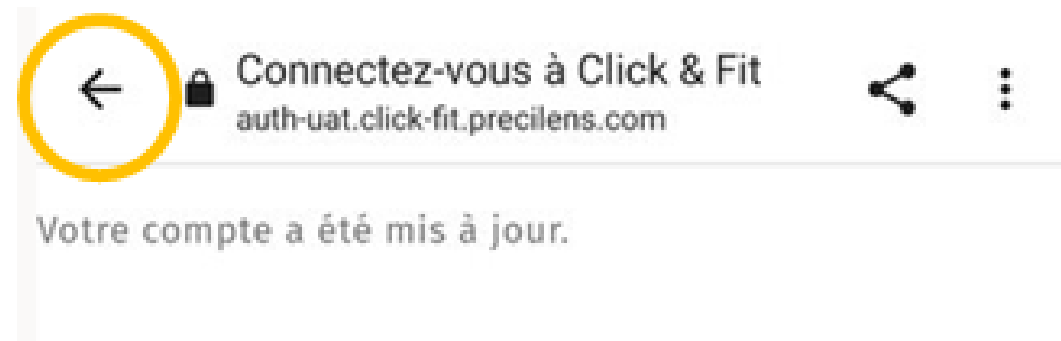 Connectez-vous à Click & Fit
auth-uat.click-fit.precilens.com
Votre compte a été mis à jour.